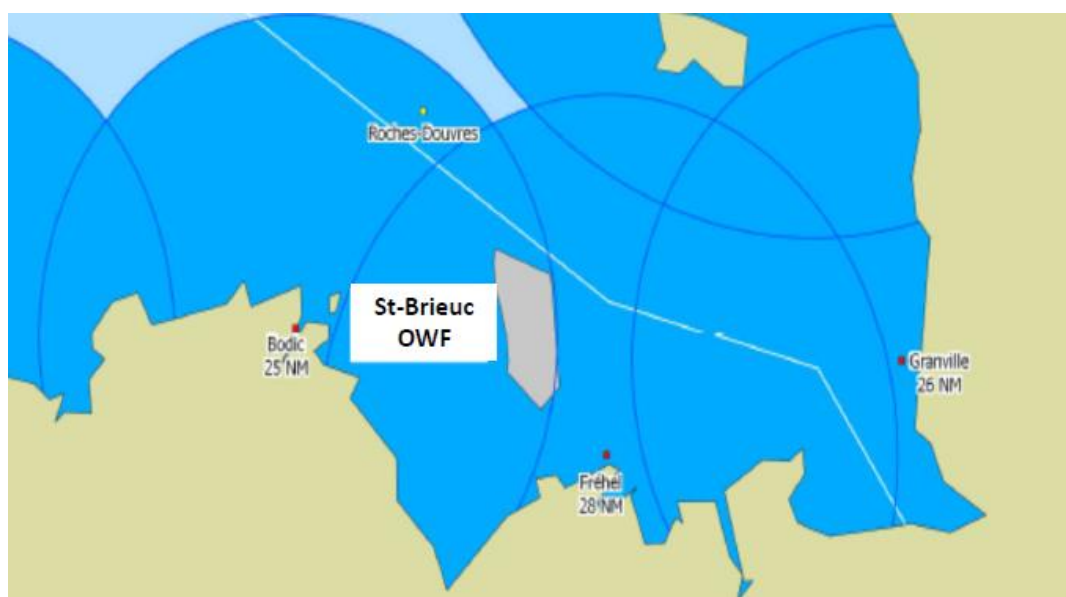 Roches-Douvres
St-Brieuc
OWF
Bodic
25 NM
Granville
26 NM
Fréhel
28 NM